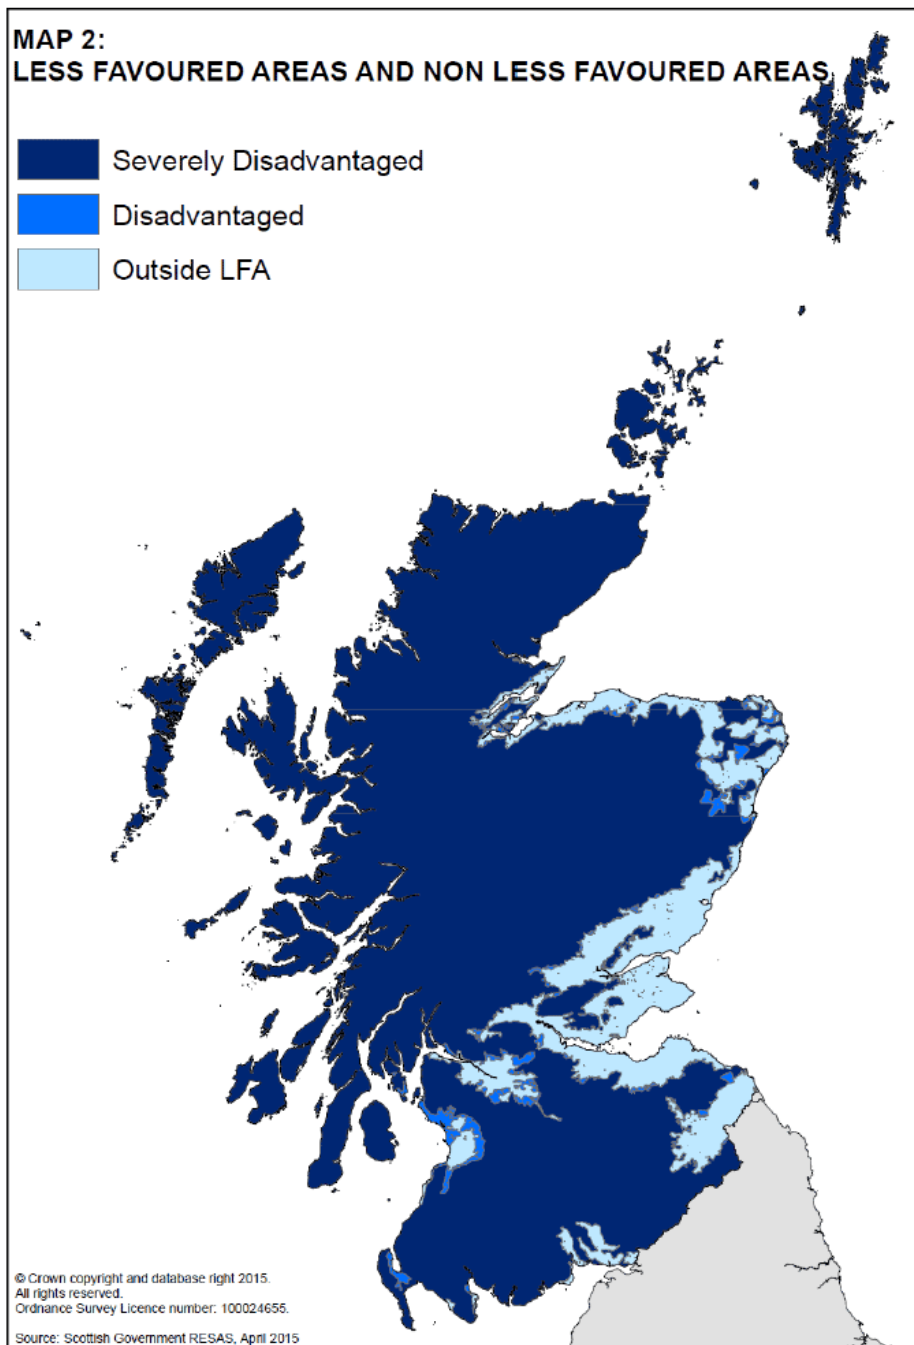 MAP 2:
LESS FAVOURED AREAS AND NON LESS FAVOURED AREAS
Severely Disadvantaged
Disadvantaged
Outside LFA
© Crown copyright and database right 2015.
All rights reserved.
Ordnance Survey Licence number: 100024655.
Source: Scottish Government RESAS, April 2015